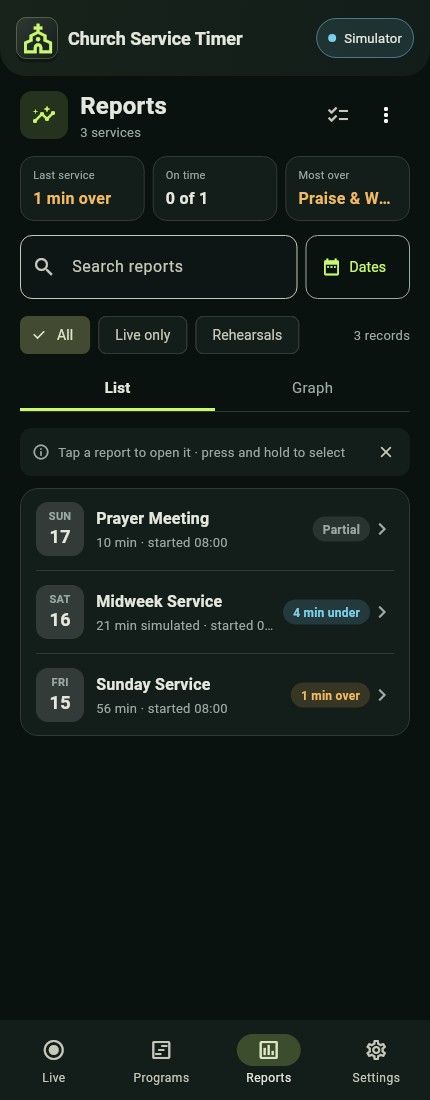 Church Service Timer
Simulator
Reports
3 services
Last service
1 min over
On time
0 of 1
Most over
Praise & W...
Search reports
Dates
All
Live only
Rehearsals
3 records
List
Graph
Tap a report to open it · press and hold to select
SUN
17
Prayer Meeting
10 min · started 08:00
Partial
SAT
16
Midweek Service
21 min simulated · started 0...
4 min under
FRI
15
Sunday Service
56 min · started 08:00
1 min over
Live
Programs
Reports
Settings